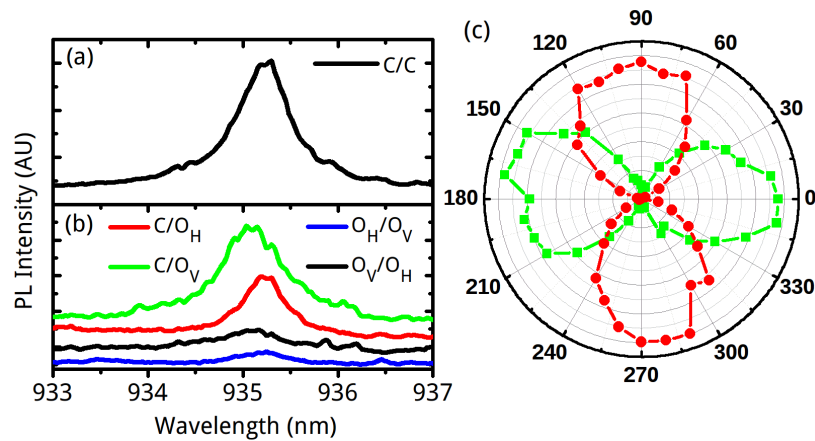 (a)
C/C
(b)
C/O_H
O_H/O_V
C/O_V
O_V/O_H
PL Intensity (AU)
933 934 935 936 937
Wavelength (nm)
(c)
90
120 60
150 30
180 0
210 330
240 300
270